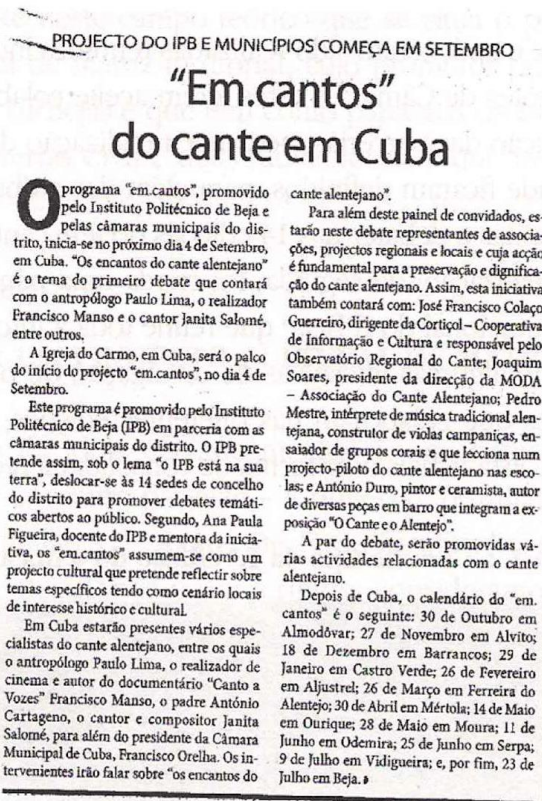 PROJECTO DO IPB E MUNICÍPIOS COMEÇA EM SETEMBRO
“Em.cantos”
do cante em Cuba
O programa “em.cantos”, promovido
pelo Instituto Politécnico de Beja e
pelas câmaras municipais do dis-
trito, inicia-se no próximo dia 4 de Setembro,
em Cuba. “Os encantos do cante alentejano”
é o tema do primeiro debate que contará
com o antropólogo Paulo Lima, o realizador
Francisco Manso e o cantor Janita Salomé,
entre outros.
A Igreja do Carmo, em Cuba, será o palco
do início do projecto “em.cantos”, no dia 4 de
Setembro.
Este programa é promovido pelo Instituto
Politécnico de Beja (IPB) em parceria com as
câmaras municipais do distrito. O IPB pre-
tende assim, sob o lema “o IPB está na sua
terra”, deslocar-se às 14 sedes de concelho
do distrito para promover debates temáti-
cos abertos ao público. Segundo, Ana Paula
Figueira, docente do IPB e mentora da inicia-
tiva, os “em.cantos” assumem-se como um
projecto cultural que pretende reflectir sobre
temas específicos tendo como cenário locais
de interesse histórico e cultural.
Em Cuba estarão presentes vários espe-
cialistas do cante alentejano, entre os quais
o antropólogo Paulo Lima, o realizador de
cinema e autor do documentário “Canto a
Vozes” Francisco Manso, o padre António
Cartageno, o cantor e compositor Janita
Salomé, para além do presidente da Câmara
Municipal de Cuba, Francisco Orelha. Os in-
tervenientes irão falar sobre “os encantos do
cante alentejano”.
Para além deste painel de convidados, es-
tarão neste debate representantes de associa-
ções, projectos regionais e locais e cuja acção
é fundamental para a preservação e dignifica-
ção do cante alentejano. Assim, esta iniciativa
também contará com: José Francisco Colaço
Guerreiro, dirigente da Cortiçol – Cooperativa
de Informação e Cultura e responsável pelo
Observatório Regional do Cante; Joaquim
Soares, presidente da direcção da MODA
– Associação do Cante Alentejano; Pedro
Mestre, intérprete de música tradicional alen-
tejana, construtor de violas campaniças, en-
saiador de grupos corais e que lecciona num
projecto-piloto do cante alentejano nas esco-
las; e António Duro, pintor e ceramista, autor
de diversas peças em barro que integram a ex-
posição “O Cante e o Alentejo”.
A par do debate, serão promovidas vá-
rias actividades relacionadas com o cante
alentejano.
Depois de Cuba, o calendário do “em.
cantos” é o seguinte: 30 de Outubro em
Almodôvar; 27 de Novembro em Alvito;
18 de Dezembro em Barrancos; 29 de
Janeiro em Castro Verde; 26 de Fevereiro
em Aljustrel; 26 de Março em Ferreira do
Alentejo; 30 de Abril em Mértola; 14 de Maio
em Ourique; 28 de Maio em Moura; 11 de
Junho em Odemira; 25 de Junho em Serpa;
9 de Julho em Vidigueira; e, por fim, 23 de
Julho em Beja.